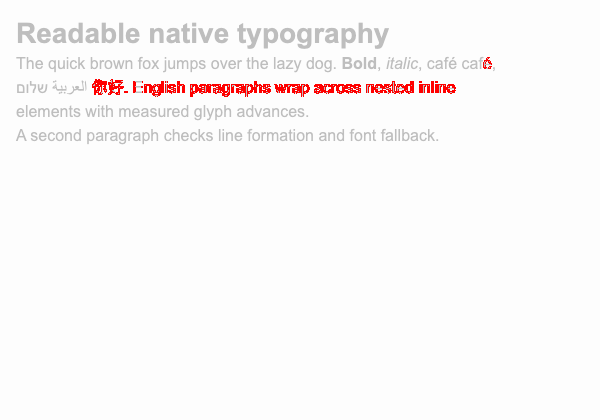 Readable native typography
The quick brown fox jumps over the lazy dog. Bold, italic, café café,
שלום العربية 你好. English paragraphs wrap across nested inline
elements with measured glyph advances.
A second paragraph checks line formation and font fallback.